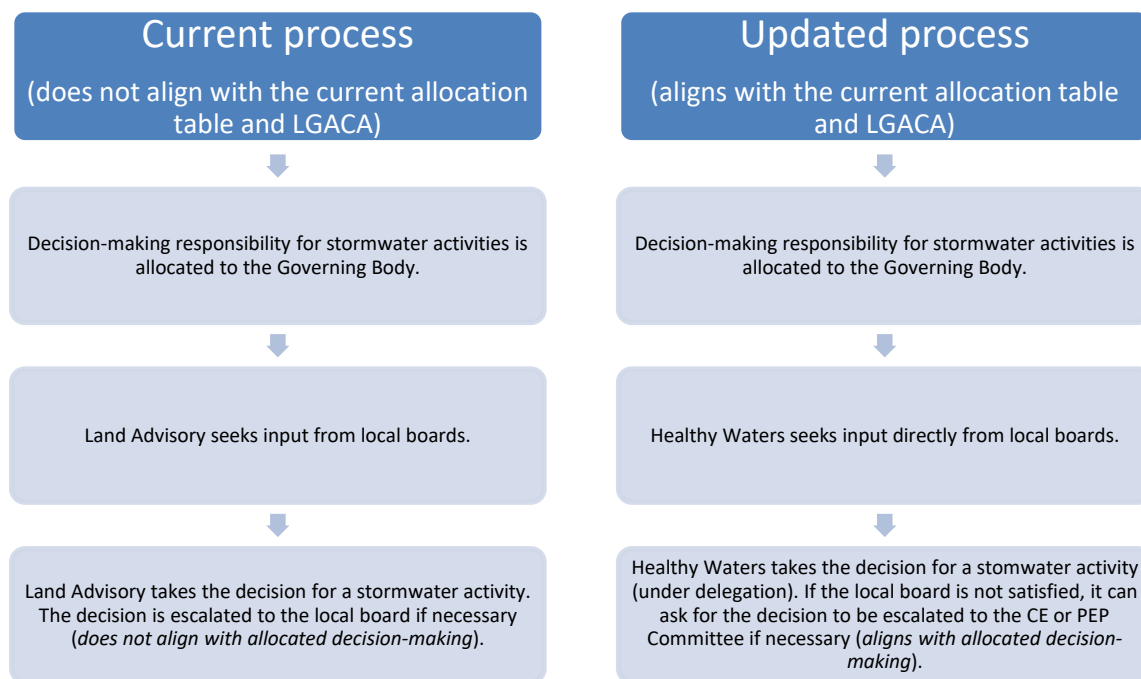 Current process
(does not align with the current allocation
table and LGACA)
Decision-making responsibility for stormwater activities is
allocated to the Governing Body.
Land Advisory seeks input from local boards.
Land Advisory takes the decision for a stormwater activity.
The decision is escalated to the local board if necessary
(does not align with allocated decision-making).
Updated process
(aligns with the current allocation table
and LGACA)
Decision-making responsibility for stormwater activities is
allocated to the Governing Body.
Healthy Waters seeks input directly from local boards.
Healthy Waters takes the decision for a stomwater activity
(under delegation). If the local board is not satisfied, it can
ask for the decision to be escalated to the CE or PEP
Committee if necessary (aligns with allocated decision-
making).